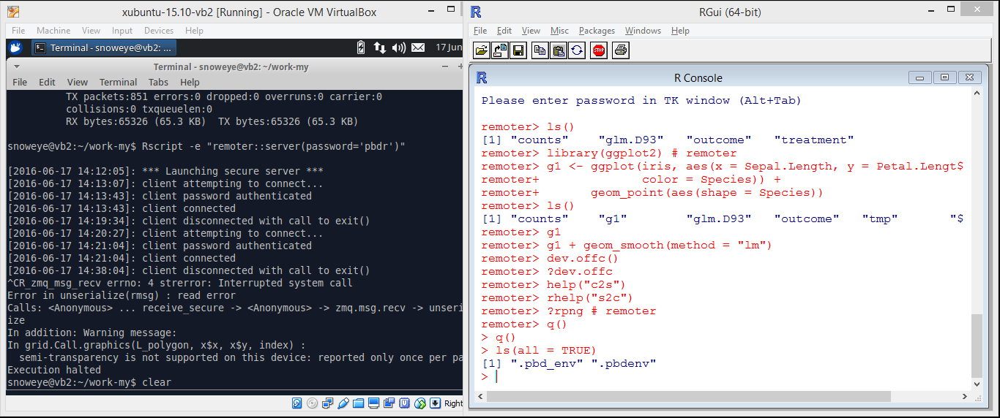 xubuntu-15.10-vb2 [Running] - Oracle VM VirtualBox
File Machine View Input Devices Help
Terminal - snoweye@vb2: ...
17 Jun
Terminal - snoweye@vb2: ~/work-my
File Edit View Terminal Tabs Help
TX packets:851 errors:0 dropped:0 overruns:0 carrier:0
collisions:0 txqueuelen:0
RX bytes:65326 (65.3 KB)  TX bytes:65326 (65.3 KB)
snoweye@vb2:~/work-my$ Rscript -e "remoter::server(password='pbdr')"
[2016-06-17 14:12:05]: *** Launching secure server ***
[2016-06-17 14:13:07]: client attempting to connect...
[2016-06-17 14:13:43]: client password authenticated
[2016-06-17 14:13:43]: client connected
[2016-06-17 14:19:34]: client disconnected with call to exit()
[2016-06-17 14:20:27]: client attempting to connect...
[2016-06-17 14:21:04]: client password authenticated
[2016-06-17 14:21:04]: client connected
[2016-06-17 14:38:04]: client disconnected with call to exit()
^CR_zmq_msg_recv errno: 4 strerror: Interrupted system call
Error in unserialize(rmsg) : read error
Calls: <Anonymous> ... receive_secure -> <Anonymous> -> zmq.msg.recv -> unseri
ize
In addition: Warning message:
In grid.Call.graphics(L_polygon, x$x, x$y, index) :
semi-transparency is not supported on this device: reported only once per pa
Execution halted
snoweye@vb2:~/work-my$ clear
Right
RGui (64-bit)
File Edit View Misc Packages Windows Help
STOP
R Console
Please enter password in TK window (Alt+Tab)
remoter> ls()
[1] "counts"    "glm.D93"   "outcome"   "treatment"
remoter> library(ggplot2) # remoter
remoter> g1 <- ggplot(iris, aes(x = Sepal.Length, y = Petal.Lengt$
remoter+              color = Species)) +
remoter+       geom_point(aes(shape = Species))
remoter> ls()
[1] "counts"    "g1"        "glm.D93"   "outcome"   "tmp"       "$
remoter> g1
remoter> g1 + geom_smooth(method = "lm")
remoter> dev.offc()
remoter> ?dev.offc
remoter> help("c2s")
remoter> rhelp("s2c")
remoter> ?rpng # remoter
remoter> q()
> q()
> ls(all = TRUE)
[1] ".pbd_env" ".pbdenv"
>